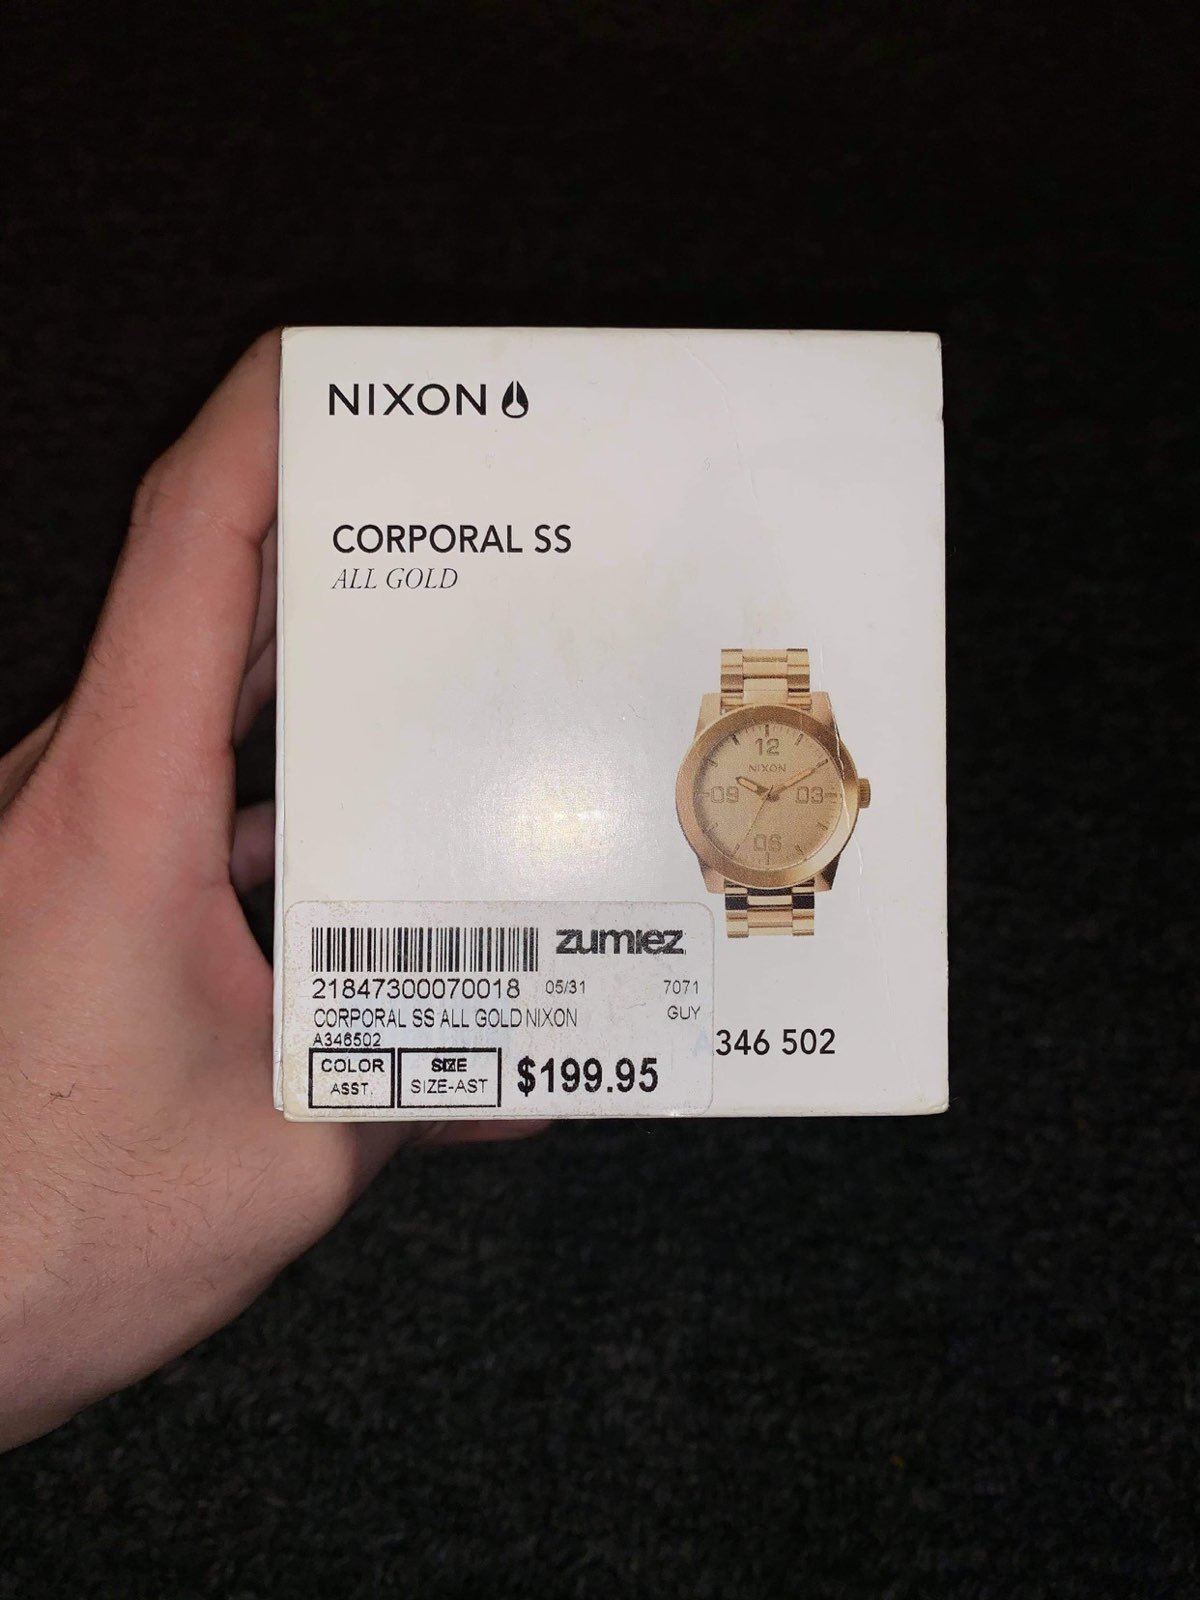 NIXON
CORPORAL SS
ALL GOLD
12
NIXON
09 03
06
zumiez
21847300070018 05/31 7071
CORPORAL SS ALL GOLD NIXON GUY
A346502
COLOR SIZE
ASST. SIZE-AST
$199.95
A346 502